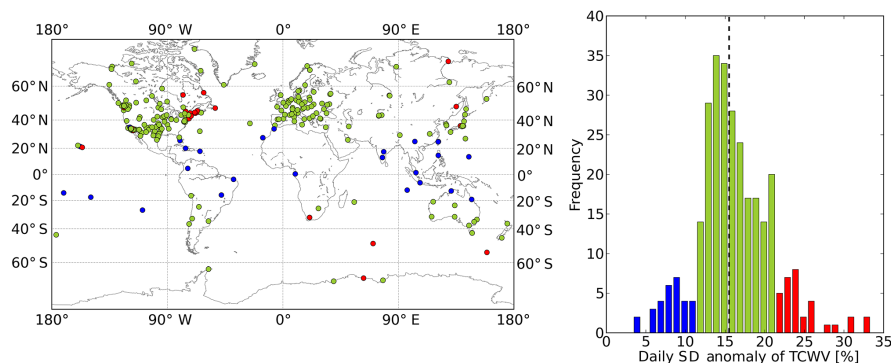 180° 90° W 0° 90° E 180°
60° N 60° N
40° N 40° N
20° N 20° N
0° 0°
20° S 20° S
40° S 40° S
60° S 60° S
180° 90° W 0° 90° E 180°
Frequency
40
35
30
25
20
15
10
5
0
0 5 10 15 20 25 30 35
Daily SD anomaly of TCWV [%]